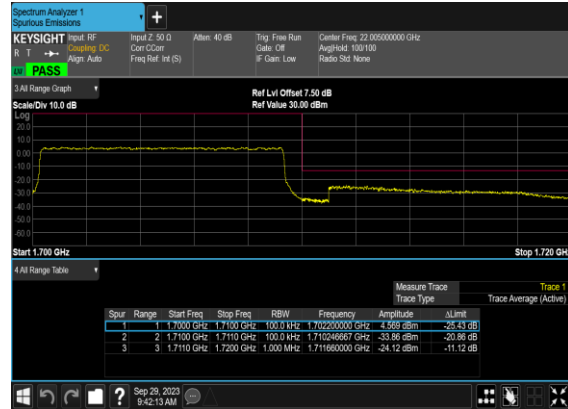 Spectrum Analyzer 1
Spurious Emissions
KEYSIGHT Input: RF Input Z: 50 Ω Atten: 40 dB Trig: Free Run Center Freq: 22.005000000 GHz
R T Coupling: DC Corr CCorr Gate: Off Avg|Hold: 100/100
Align: Auto Freq Ref: Int (S) IF Gain: Low Radio Std: None
LXI PASS
3 All Range Graph
Ref Lvl Offset 7.50 dB
Scale/Div 10.0 dB Ref Value 30.00 dBm
Log
20.0
10.0
0.00
-10.0
-20.0
-30.0
-40.0
-50.0
-60.0
Start 1.700 GHz Stop 1.720 GHz
4 All Range Table
Measure Trace Trace 1
Trace Type Trace Average (Active)
Spur Range Start Freq Stop Freq RBW Frequency Amplitude ΔLimit
1 1 1.7000 GHz 1.7100 GHz 100.0 kHz 1.702200000 GHz 4.569 dBm -25.43 dB
2 2 1.7100 GHz 1.7110 GHz 100.0 kHz 1.710246667 GHz -33.86 dBm -20.86 dB
3 3 1.7110 GHz 1.7200 GHz 1.000 MHz 1.711660000 GHz -24.12 dBm -11.12 dB
? Sep 29, 2023
9:42:13 AM